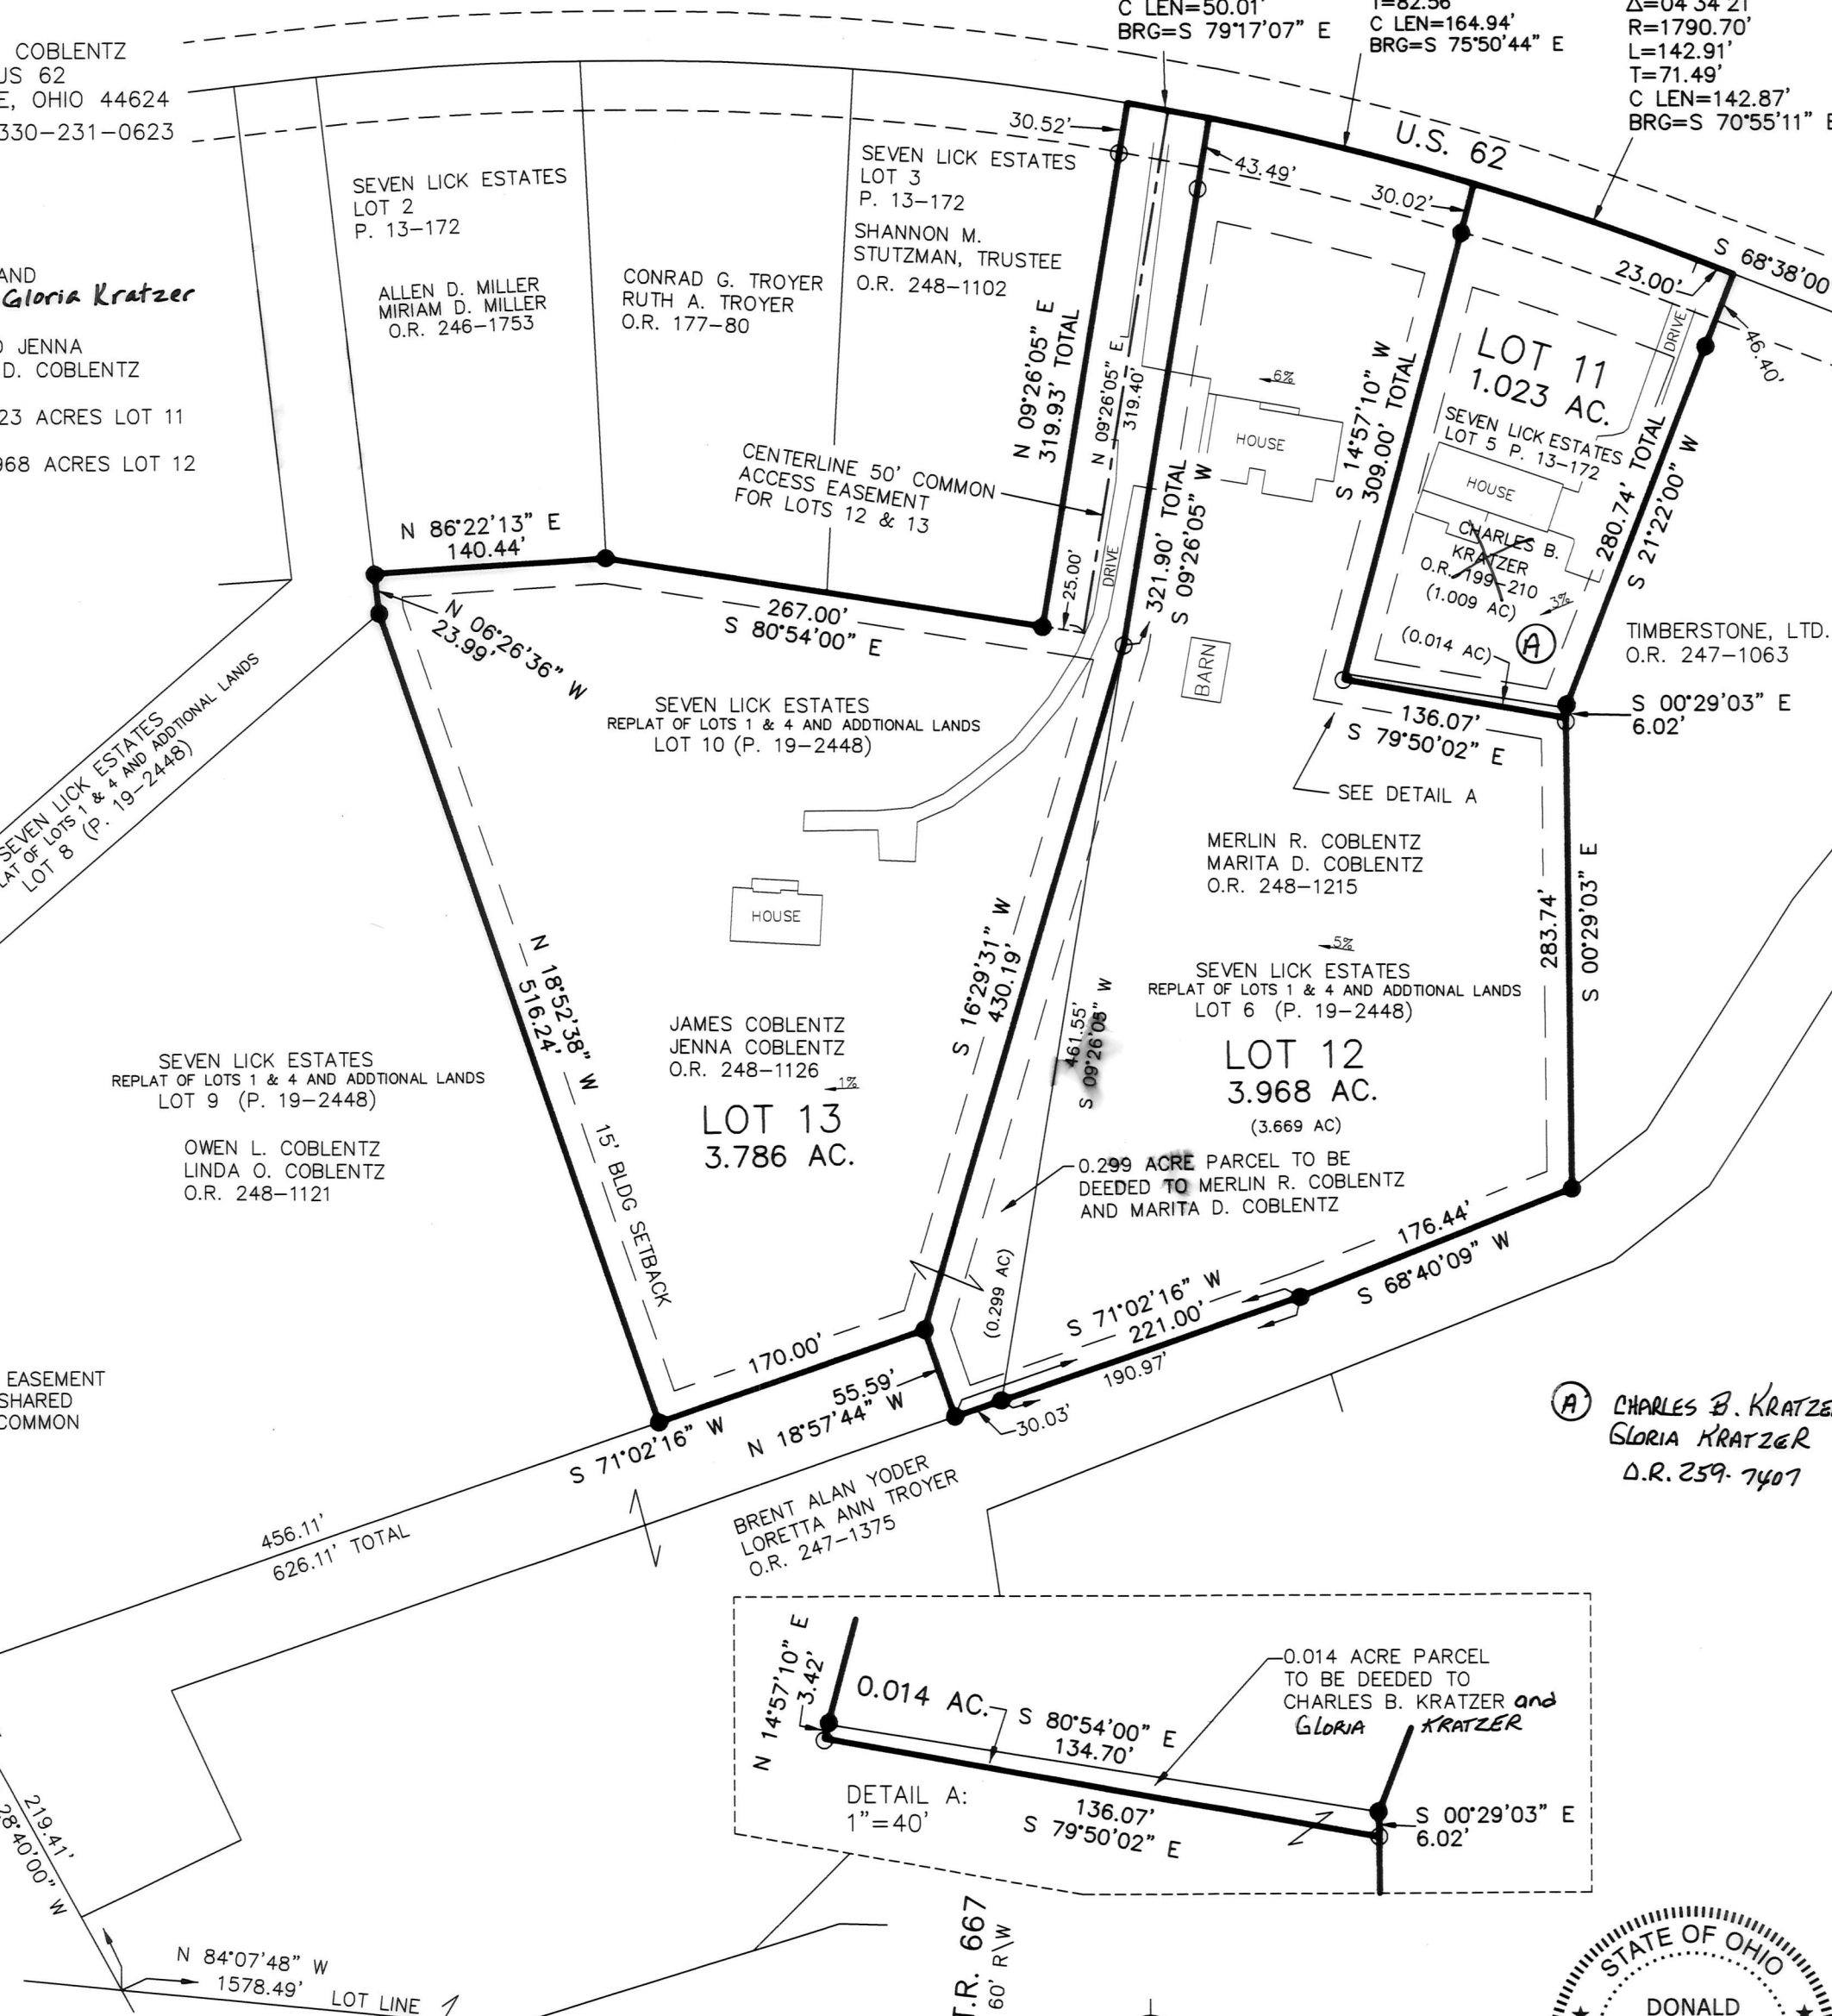 C LEN=50.01'
BRG=S 79°17'07" E
T=82.56'
C LEN=164.94'
BRG=S 75°50'44" E
Δ=04°34'21"
R=1790.70'
L=142.91'
T=71.49'
C LEN=142.87'
BRG=S 70°55'11" E
COBLENTZ
US 62
E, OHIO 44624
330-231-0623
AND
Gloria Kratzer
JENNA
D. COBLENTZ
23 ACRES LOT 11
968 ACRES LOT 12
U.S. 62
S 68°38'00
30.52'
43.49'
30.02'
23.00'
46.40'
SEVEN LICK ESTATES
LOT 2
P. 13-172
ALLEN D. MILLER
MIRIAM D. MILLER
O.R. 246-1753
CONRAD G. TROYER
RUTH A. TROYER
O.R. 177-80
SEVEN LICK ESTATES
LOT 3
P. 13-172
SHANNON M.
STUTZMAN, TRUSTEE
O.R. 248-1102
N 09°26'05" E
319.93' TOTAL
N 09°26'05" E
319.40'
321.90' TOTAL
S 09°26'05" W
6%
HOUSE
S 14°57'10" W
309.00' TOTAL
LOT 11
1.023 AC.
DRIVE
SEVEN LICK ESTATES
LOT 5 P. 13-172
HOUSE
CHARLES B.
KRATZER
O.R. 199-210
(1.009 AC)
3%
(0.014 AC)
A
280.74' TOTAL
S 21°22'00" W
TIMBERSTONE, LTD.
O.R. 247-1063
S 00°29'03" E
6.02'
CENTERLINE 50' COMMON
ACCESS EASEMENT
FOR LOTS 12 & 13
N 86°22'13" E
140.44'
25.00'
DRIVE
N 06°26'36" W
23.99'
267.00'
S 80°54'00" E
BARN
136.07'
S 79°50'02" E
SEE DETAIL A
SEVEN LICK ESTATES
REPLAT OF LOTS 1 & 4 AND ADDTIONAL LANDS
LOT 10 (P. 19-2448)
SEVEN LICK ESTATES
LAT OF LOTS 1 & 4 AND ADDTIONAL LANDS
LOT 8 (P. 19-2448)
HOUSE
MERLIN R. COBLENTZ
MARITA D. COBLENTZ
O.R. 248-1215
283.74'
S 00°29'03" E
5%
SEVEN LICK ESTATES
REPLAT OF LOTS 1 & 4 AND ADDTIONAL LANDS
LOT 6 (P. 19-2448)
LOT 12
3.968 AC.
(3.669 AC)
S 16°29'31" W
430.19'
461.55'
S 09°26'05" W
N 18°52'38" W
516.24'
JAMES COBLENTZ
JENNA COBLENTZ
O.R. 248-1126
1%
LOT 13
3.786 AC.
SEVEN LICK ESTATES
REPLAT OF LOTS 1 & 4 AND ADDTIONAL LANDS
LOT 9 (P. 19-2448)
OWEN L. COBLENTZ
LINDA O. COBLENTZ
O.R. 248-1121
15' BLDG SETBACK
0.299 ACRE PARCEL TO BE
DEEDED TO MERLIN R. COBLENTZ
AND MARITA D. COBLENTZ
(0.299 AC)
176.44'
S 68°40'09" W
S 71°02'16" W
221.00'
190.97'
30.03'
170.00'
S 71°02'16" W
55.59'
N 18°57'44" W
EASEMENT
SHARED
COMMON
456.11'
626.11' TOTAL
BRENT ALAN YODER
LORETTA ANN TROYER
O.R. 247-1375
A CHARLES B. KRATZE
GLORIA KRATZER
O.R. 259-7407
N 14°57'10" E
3.42'
0.014 AC.
S 80°54'00" E
134.70'
0.014 ACRE PARCEL
TO BE DEEDED TO
CHARLES B. KRATZER and
GLORIA KRATZER
DETAIL A:
1"=40'
136.07'
S 79°50'02" E
S 00°29'03" E
6.02'
219.41'
28°40'00" W
N 84°07'48" W
1578.49'
LOT LINE
T.R. 667
60' R\W
STATE OF OHIO
DONALD